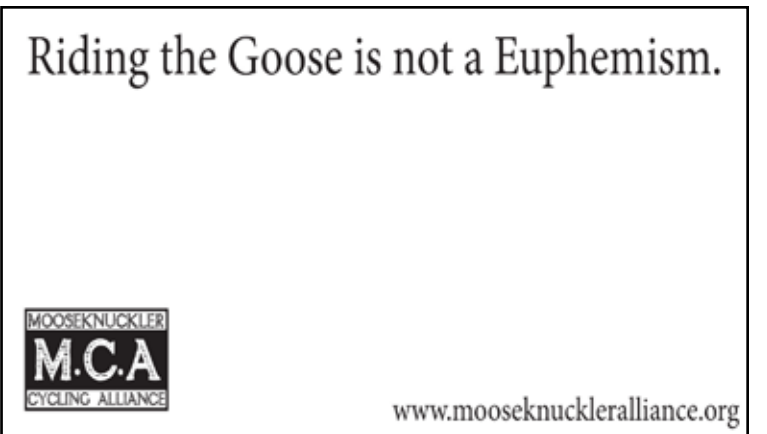 Riding the Goose is not a Euphemism.
MOOSEKNUCKLER
M.C.A
CYCLING ALLIANCE
www.mooseknuckleralliance.org